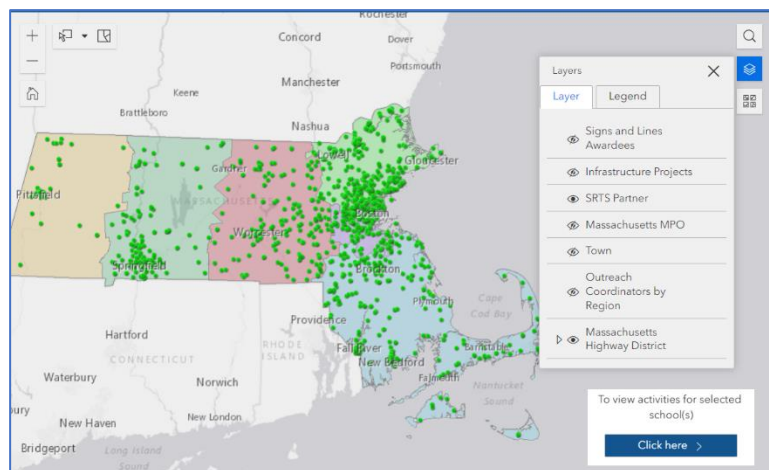 Rochester
Concord
Dover
Portsmouth
Keene
Manchester
Brattleboro
Nashua
Lowell
Gloucester
Gardner
Pittsfield
MASSACHUSETTS
Boston
Worcester
Springfield
Brockton
Plymouth
Cape
Cod Bay
Providence
Hartford
RHODE
ISLAND
Fall River
Barnstable
CONNECTICUT
New Bedford
Waterbury
Norwich
Falmouth
Nantucket
Sound
bury
New Haven
New London
Bridgeport
Long Island
Sound
Layers
Layer
Legend
Signs and Lines
Awardees
Infrastructure Projects
SRTS Partner
Massachusetts MPO
Town
Outreach
Coordinators by
Region
Massachusetts
Highway District
To view activities for selected
school(s)
Click here >